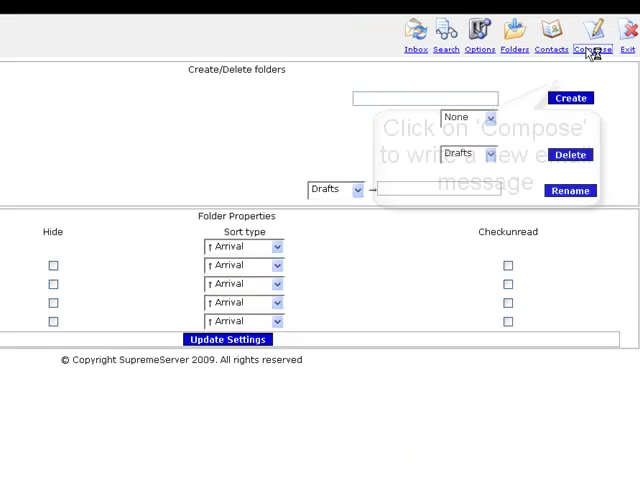 Inbox Search Options Folders Contacts Compose Exit
Create/Delete folders
Create
None
Click on 'Compose'
to write a new email
message
Drafts
Delete
Drafts
→
Rename
Folder Properties
Hide Sort type Checkunread
↑ Arrival
↑ Arrival
↑ Arrival
↑ Arrival
↑ Arrival
Update Settings
© Copyright SupremeServer 2009. All rights reserved